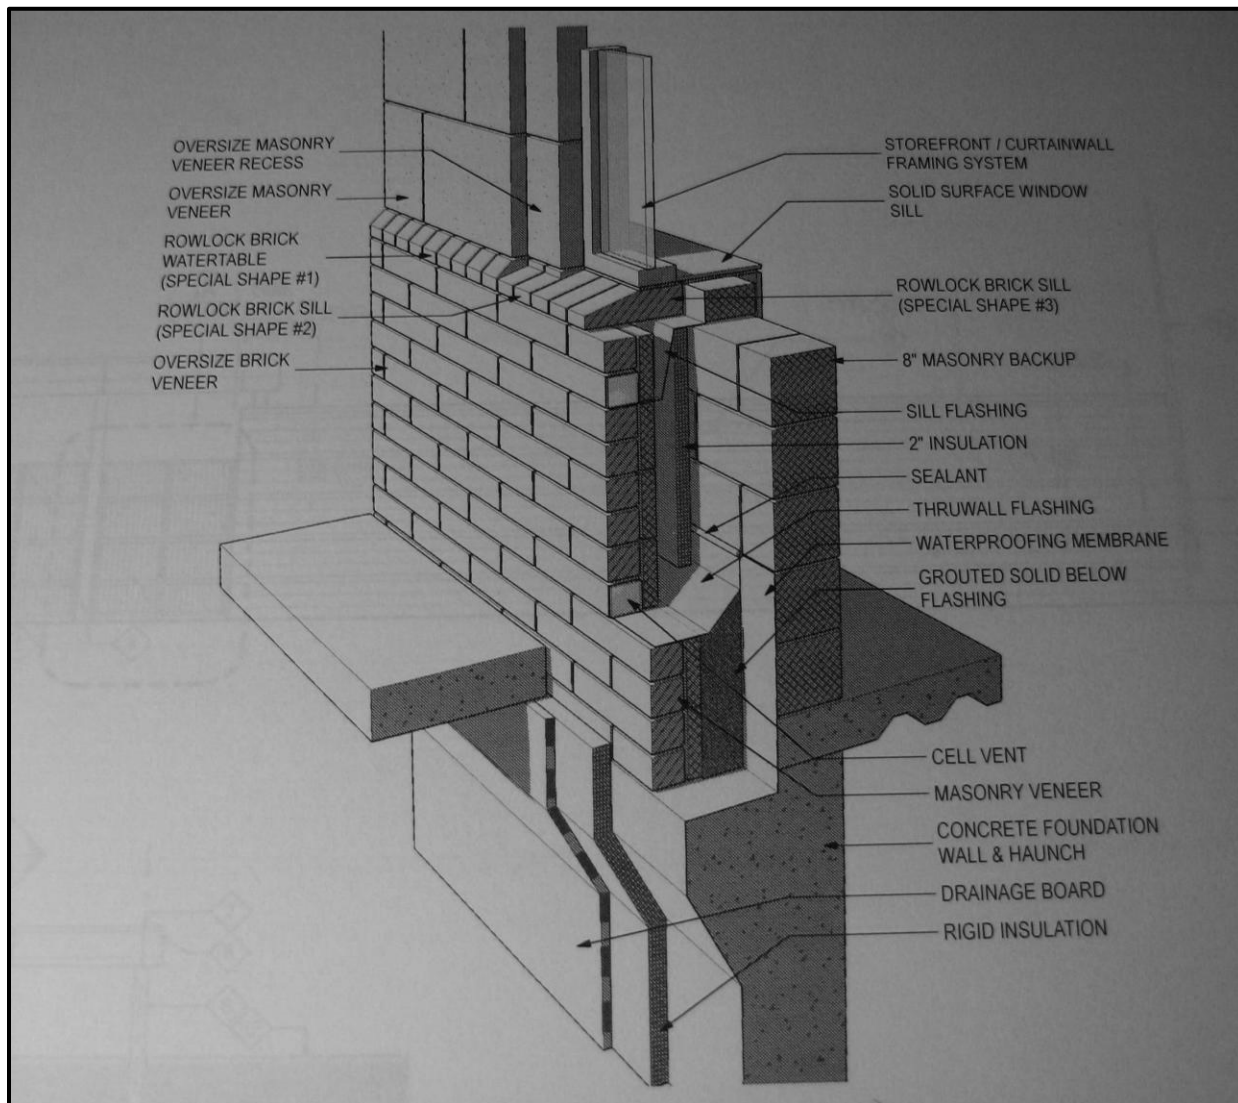 OVERSIZE MASONRY
VENEER RECESS
OVERSIZE MASONRY
VENEER
ROWLOCK BRICK
WATERTABLE
(SPECIAL SHAPE #1)
ROWLOCK BRICK SILL
(SPECIAL SHAPE #2)
OVERSIZE BRICK
VENEER
STOREFRONT / CURTAINWALL
FRAMING SYSTEM
SOLID SURFACE WINDOW
SILL
ROWLOCK BRICK SILL
(SPECIAL SHAPE #3)
8" MASONRY BACKUP
SILL FLASHING
2" INSULATION
SEALANT
THRUWALL FLASHING
WATERPROOFING MEMBRANE
GROUTED SOLID BELOW
FLASHING
CELL VENT
MASONRY VENEER
CONCRETE FOUNDATION
WALL & HAUNCH
DRAINAGE BOARD
RIGID INSULATION